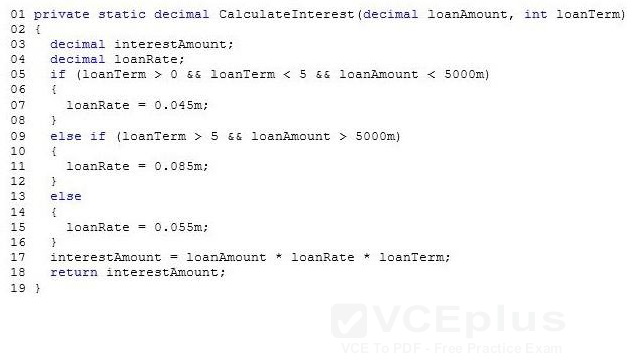 01 private static decimal CalculateInterest(decimal loanAmount, int loanTerm)
02 {
03   decimal interestAmount;
04   decimal loanRate;
05   if (loanTerm > 0 && loanTerm < 5 && loanAmount < 5000m)
06   {
07     loanRate = 0.045m;
08   }
09   else if (loanTerm > 5 && loanAmount > 5000m)
10   {
11     loanRate = 0.085m;
12   }
13   else
14   {
15     loanRate = 0.055m;
16   }
17   interestAmount = loanAmount * loanRate * loanTerm;
18   return interestAmount;
19 }
VCEplus
VCE To PDF - Free Practice Exam